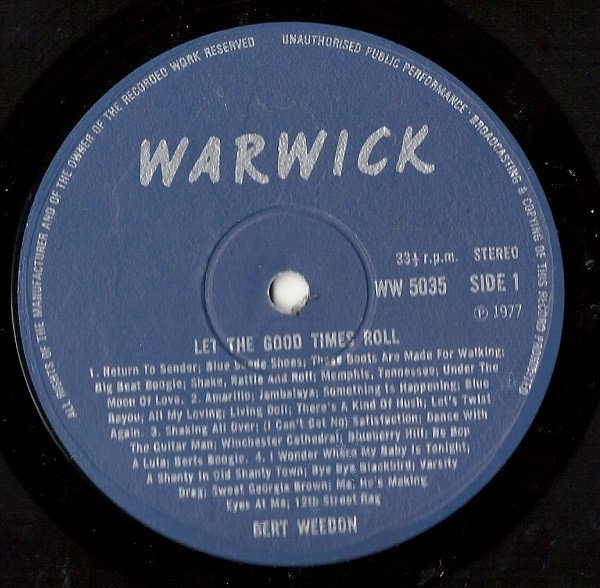 ALL RIGHTS OF THE MANUFACTURER AND OF THE OWNER OF THE RECORDED WORK RESERVED
UNAUTHORISED PUBLIC PERFORMANCE · BROADCASTING & COPYING OF THIS RECORD PROHIBITED
WARWICK
33⅓ r.p.m. STEREO
WW 5035 SIDE 1
℗ 1977
LET THE GOOD TIMES ROLL
1. Return To Sender; Blue Suede Shoes; These Boots Are Made For Walking;
Big Beat Boogie; Shake, Rattle And Roll; Memphis, Tennessee; Under The
Moon Of Love. 2. Amarillo; Jambalaya; Something Is Happening; Blue
Bayou; All My Loving; Living Doll; There's A Kind Of Hush; Let's Twist
Again. 3. Shaking All Over; (I Can't Get No) Satisfaction; Dance With
The Guitar Man; Winchester Cathedral; Blueberry Hill; Be Bop
A Lula; Berts Boogie. 4. I Wonder Whose My Baby Is Tonight;
A Shanty In Old Shanty Town; Bye Bye Blackbird; Varsity
Drag; Sweet Georgia Brown; Ma, He's Making
Eyes At Me; 12th Street Rag
BERT WEEDON